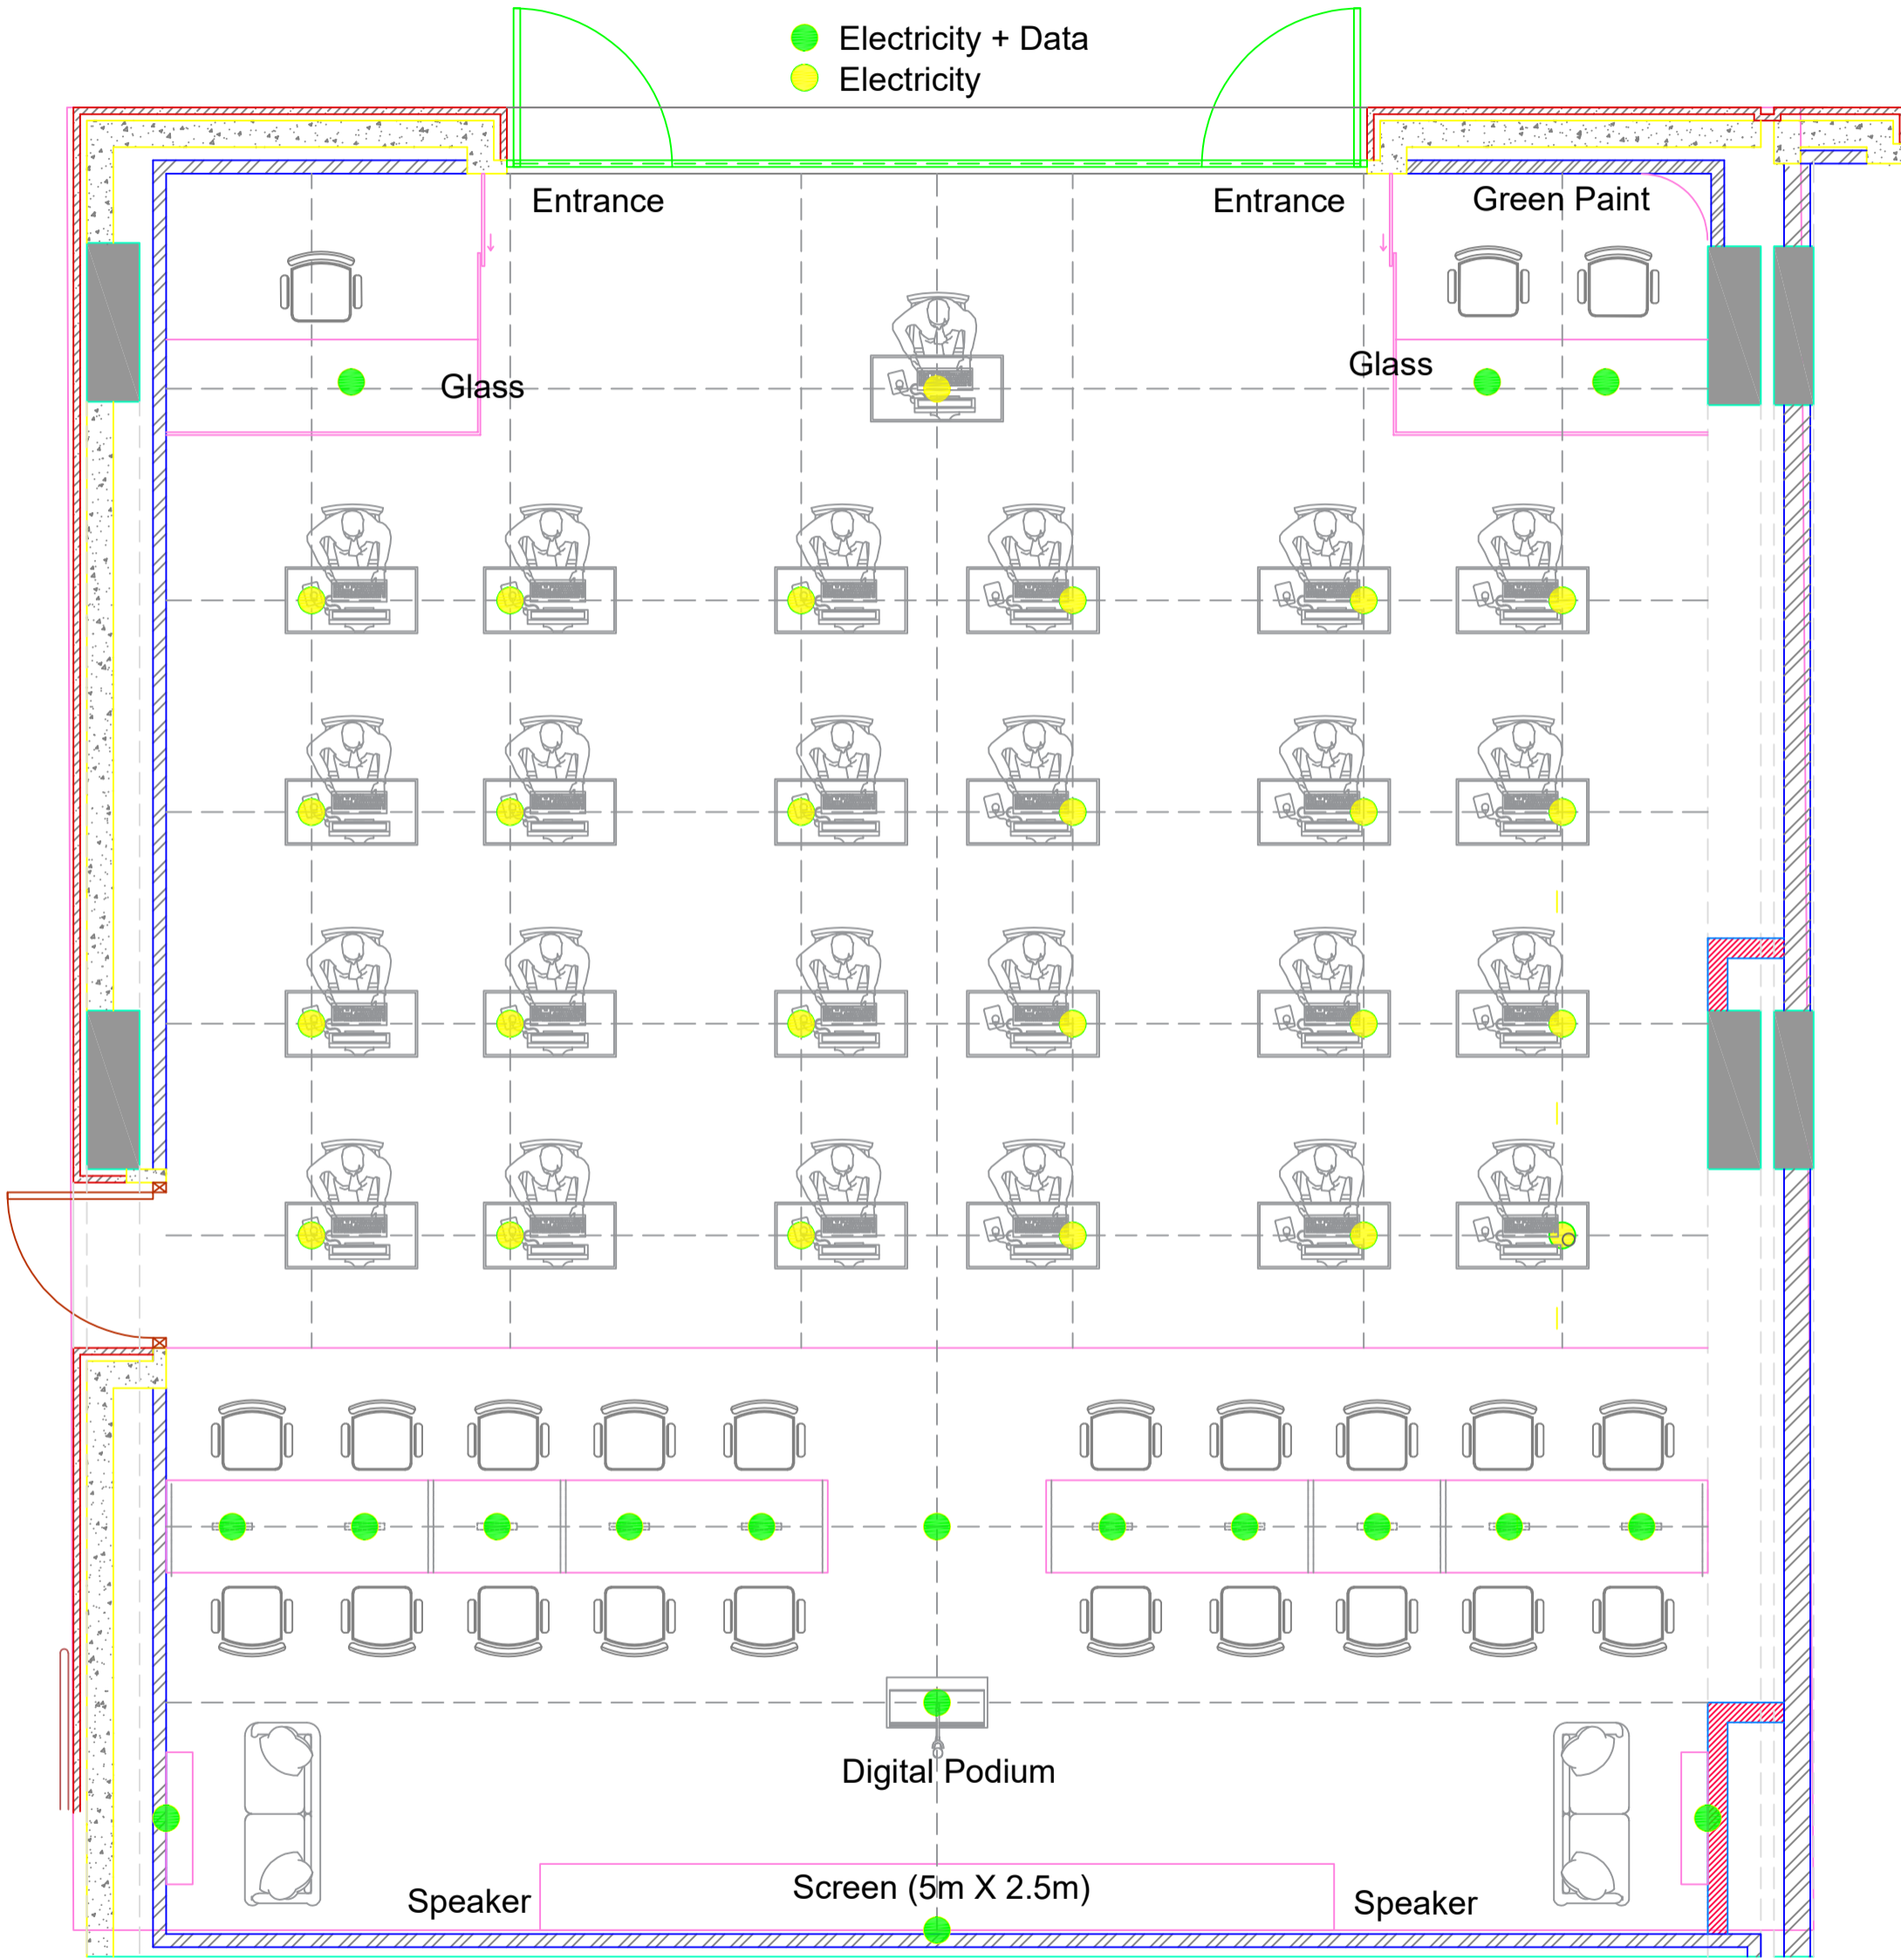 Electricity + Data
Electricity
Entrance
Entrance
Green Paint
Glass
Glass
Digital Podium
Screen (5m X 2.5m)
Speaker
Speaker